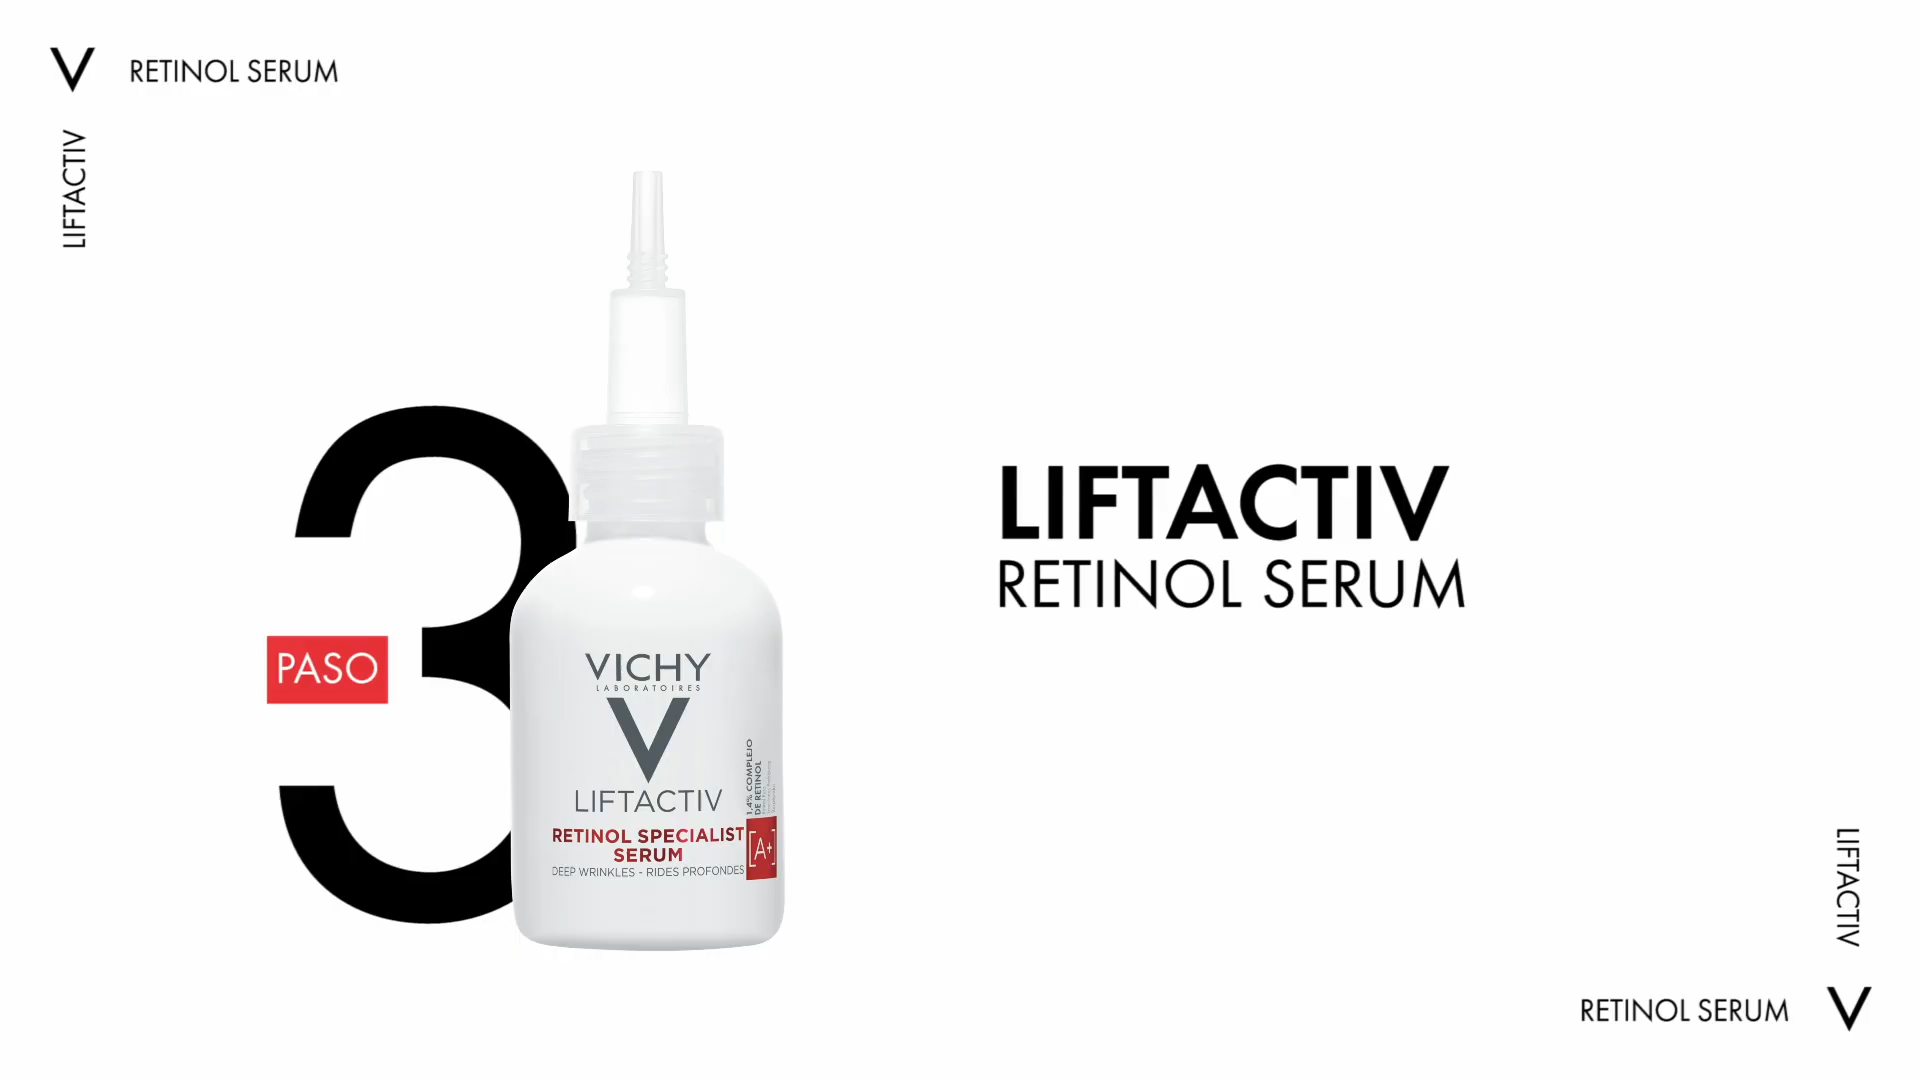 V RETINOL SERUM
LIFTACTIV
3
PASO
VICHY
LABORATOIRES
V
LIFTACTIV
RETINOL SPECIALIST
SERUM
DEEP WRINKLES - RIDES PROFONDES
1,4% COMPLEJO
DE RETINOL
[A+]
LIFTACTIV
RETINOL SERUM
LIFTACTIV
RETINOL SERUM V